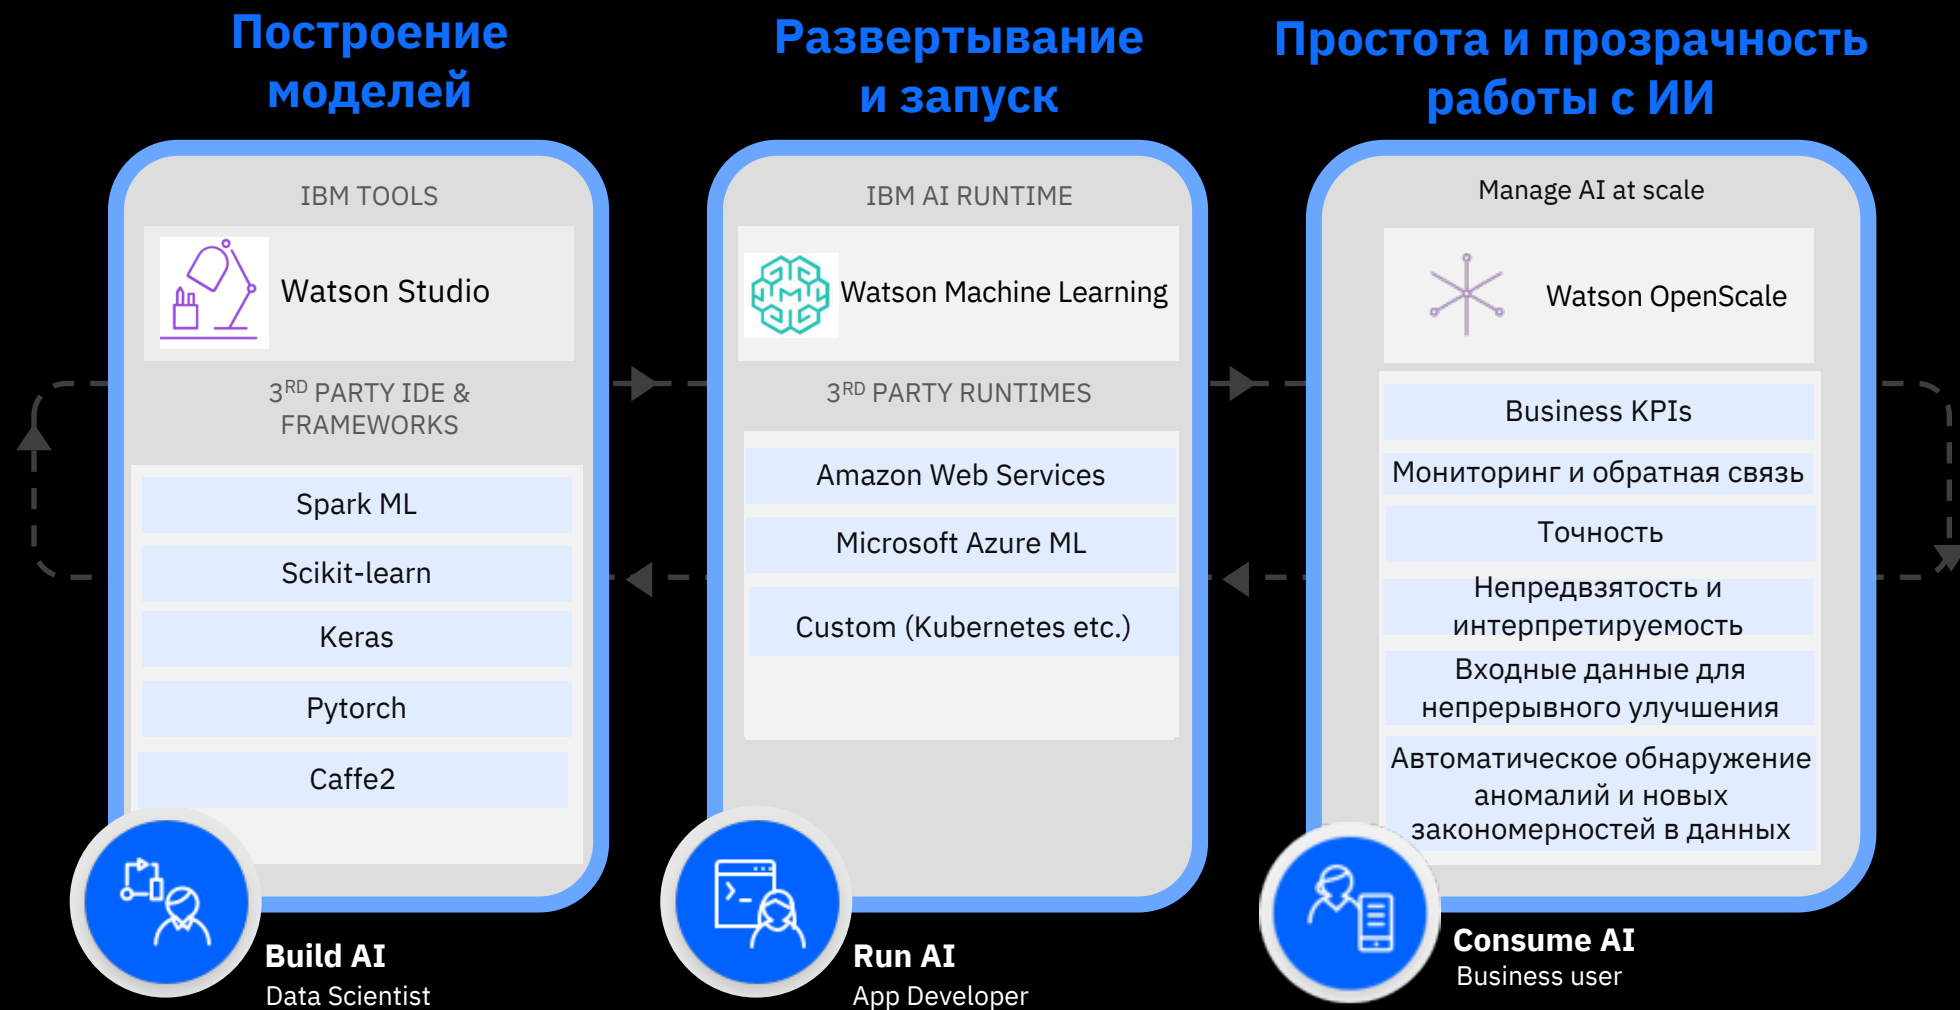 Построение
моделей
IBM TOOLS
Watson Studio
3RD PARTY IDE &
FRAMEWORKS
Spark ML
Scikit-learn
Keras
Pytorch
Caffe2
Build AI
Data Scientist
Развертывание
и запуск
IBM AI RUNTIME
Watson Machine Learning
3RD PARTY RUNTIMES
Amazon Web Services
Microsoft Azure ML
Custom (Kubernetes etc.)
Run AI
App Developer
Простота и прозрачность
работы с ИИ
Manage AI at scale
Watson OpenScale
Business KPIs
Мониторинг и обратная связь
Точность
Непредвзятость и
интерпретируемость
Входные данные для
непрерывного улучшения
Автоматическое обнаружение
аномалий и новых
закономерностей в данных
Consume AI
Business user